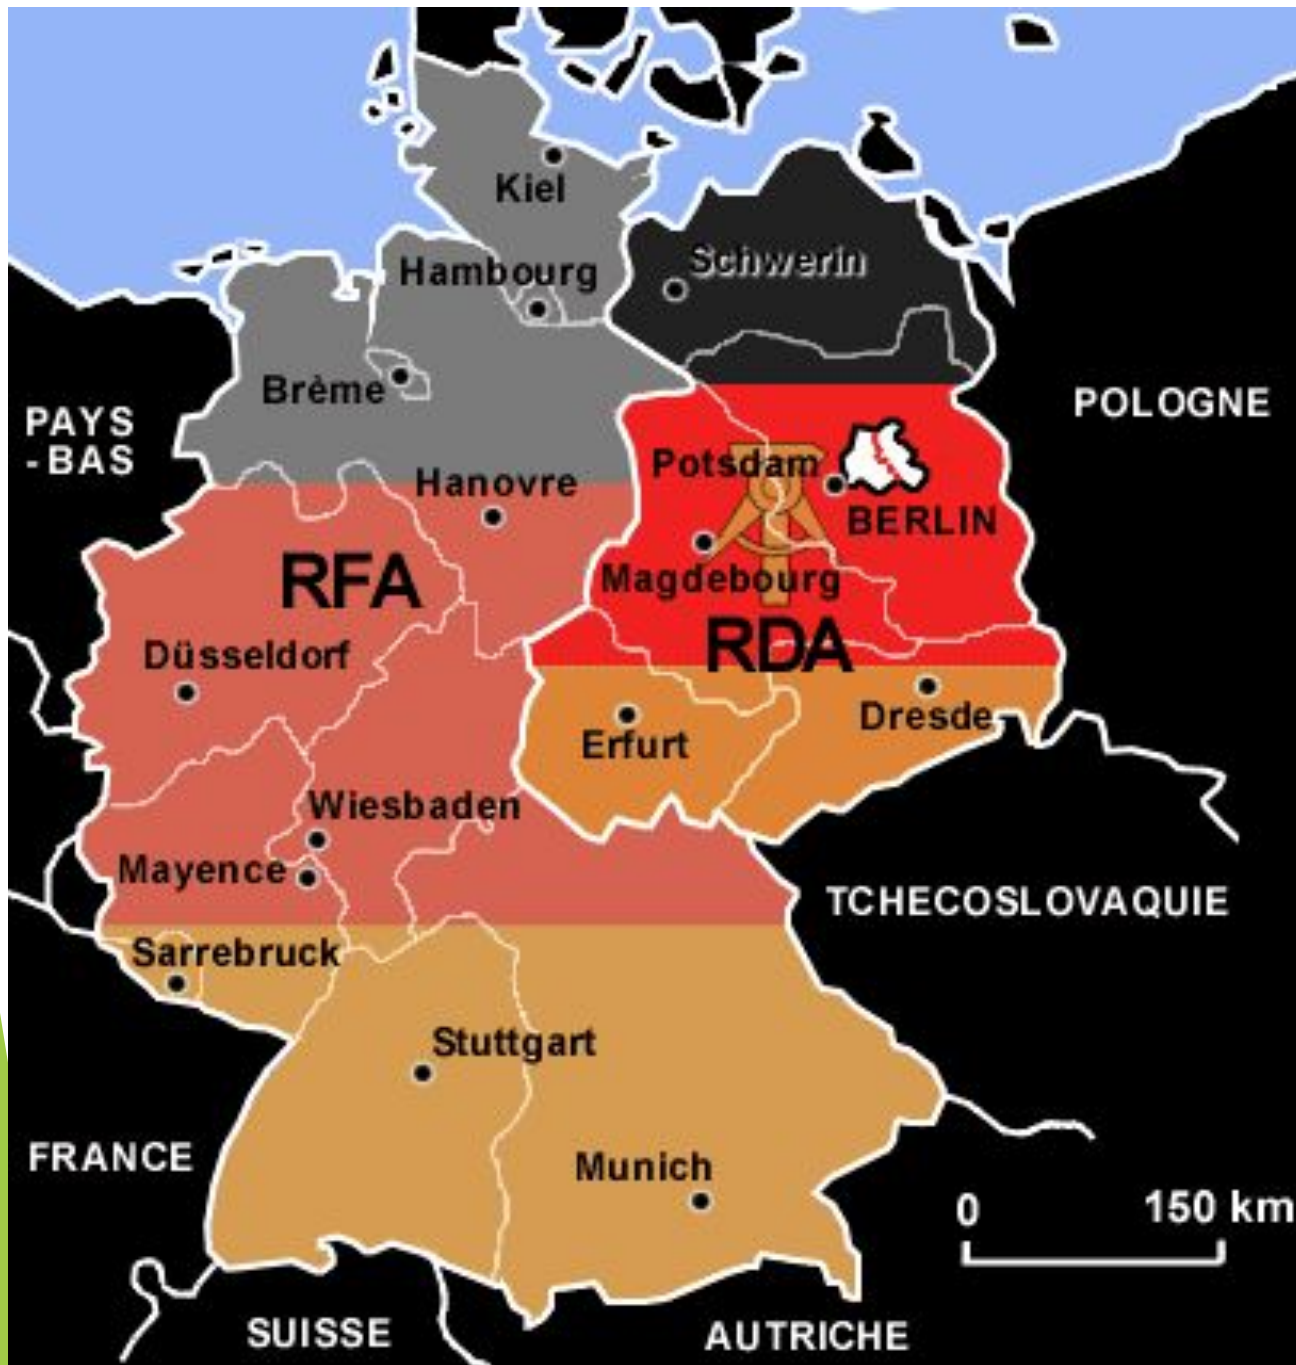 Kiel
Schwerin
Hambourg
Brème
PAYS
-BAS
POLOGNE
Potsdam
Hanovre
BERLIN
RFA
Magdebourg
RDA
Düsseldorf
Dresde
Erfurt
Wiesbaden
Mayence
TCHECOSLOVAQUIE
Sarrebruck
Stuttgart
FRANCE
Munich
0 150 km
SUISSE
AUTRICHE